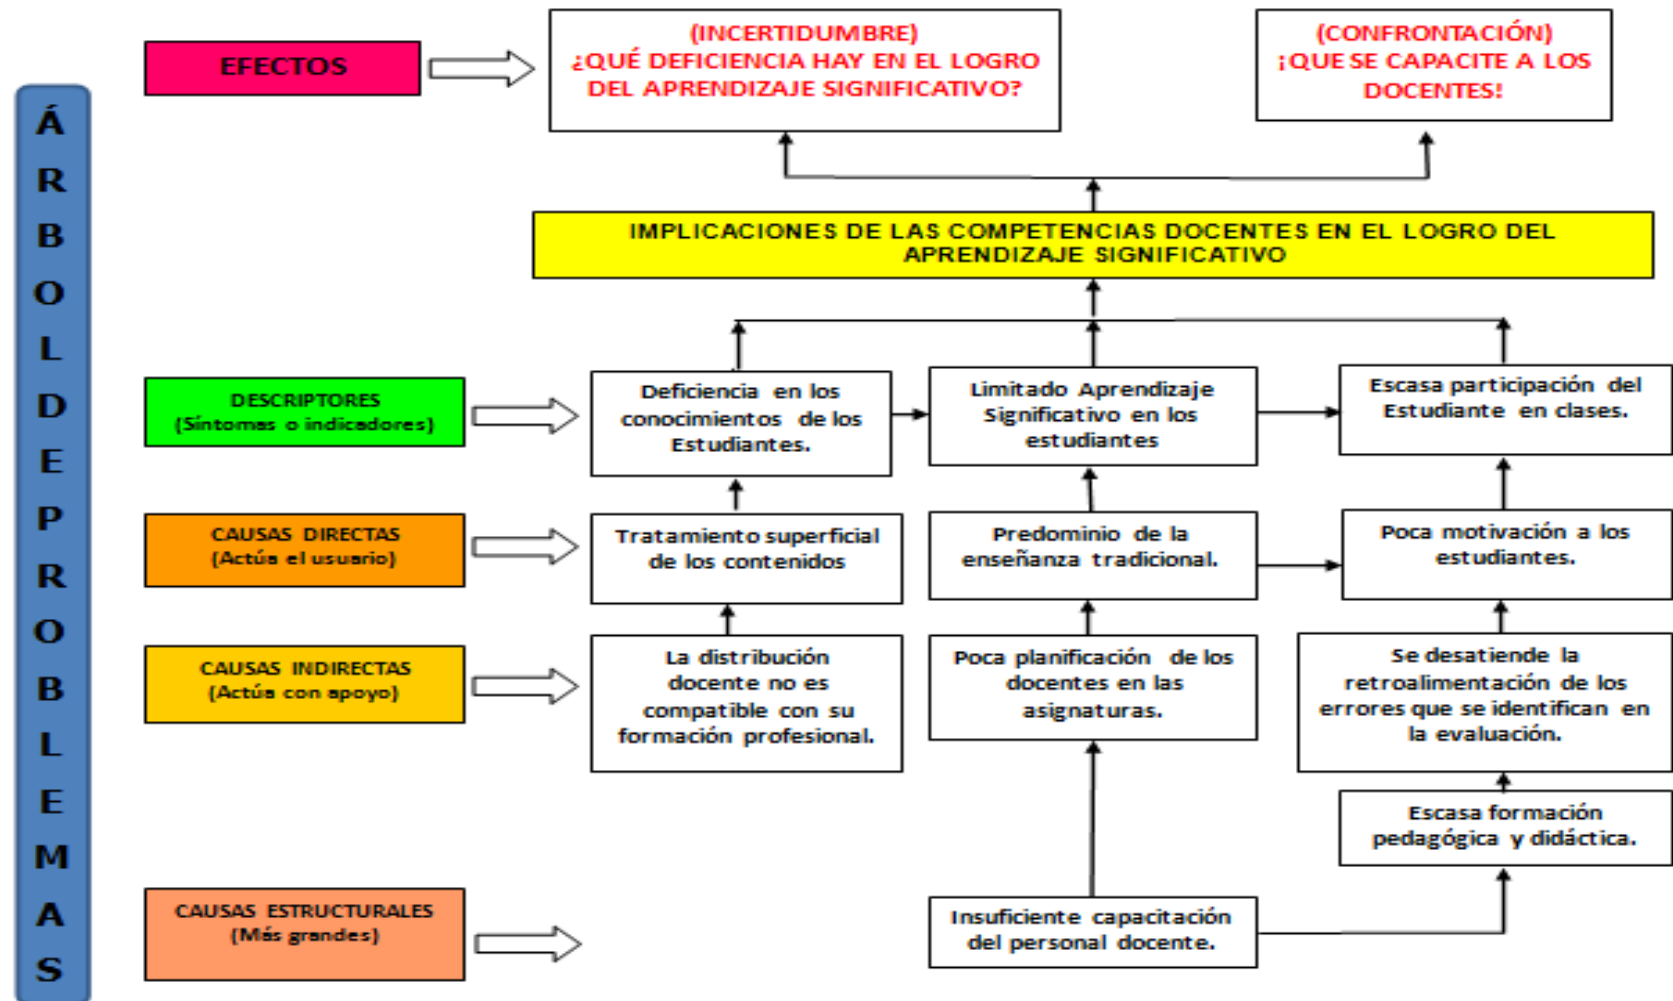 ÁRBOL DE PROBLEMAS
EFECTOS
(INCERTIDUMBRE)
¿QUÉ DEFICIENCIA HAY EN EL LOGRO
DEL APRENDIZAJE SIGNIFICATIVO?
(CONFRONTACIÓN)
¡QUE SE CAPACITE A LOS
DOCENTES!
IMPLICACIONES DE LAS COMPETENCIAS DOCENTES EN EL LOGRO DEL
APRENDIZAJE SIGNIFICATIVO
DESCRIPTORES
(Síntomas o indicadores)
Deficiencia en los
conocimientos de los
Estudiantes.
Limitado Aprendizaje
Significativo en los
estudiantes
Escasa participación del
Estudiante en clases.
CAUSAS DIRECTAS
(Actúa el usuario)
Tratamiento superficial
de los contenidos
Predominio de la
enseñanza tradicional.
Poca motivación a los
estudiantes.
CAUSAS INDIRECTAS
(Actúa con apoyo)
La distribución
docente no es
compatible con su
formación profesional.
Poca planificación de los
docentes en las
asignaturas.
Se desatiende la
retroalimentación de los
errores que se identifican en
la evaluación.
Escasa formación
pedagógica y didáctica.
CAUSAS ESTRUCTURALES
(Más grandes)
Insuficiente capacitación
del personal docente.